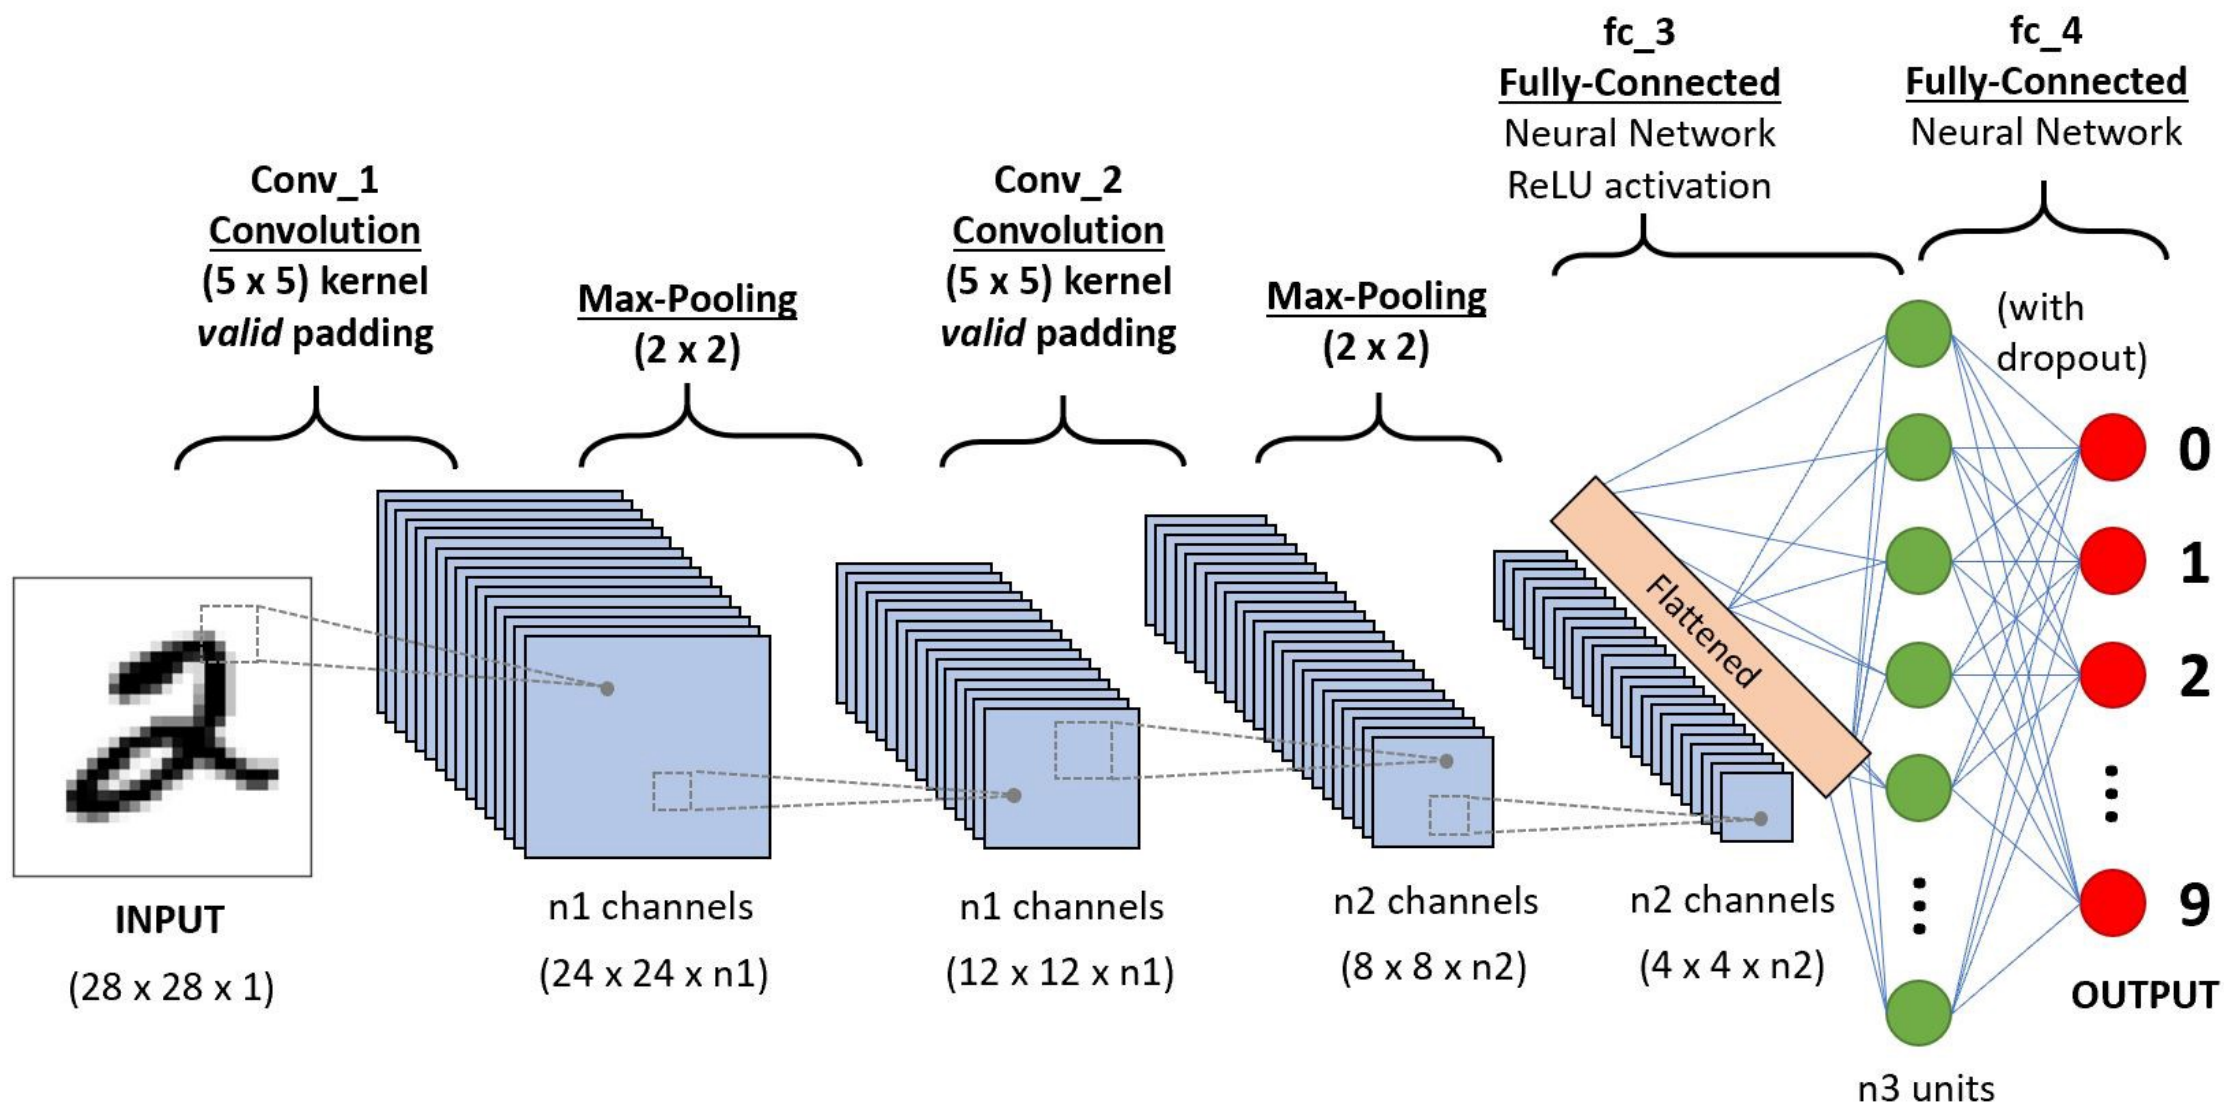 Conv_1
Convolution
(5 x 5) kernel
valid padding
Max-Pooling
(2 x 2)
Conv_2
Convolution
(5 x 5) kernel
valid padding
Max-Pooling
(2 x 2)
fc_3
Fully-Connected
Neural Network
ReLU activation
fc_4
Fully-Connected
Neural Network
(with
dropout)
Flattened
0
1
2
9
INPUT
(28 x 28 x 1)
n1 channels
(24 x 24 x n1)
n1 channels
(12 x 12 x n1)
n2 channels
(8 x 8 x n2)
n2 channels
(4 x 4 x n2)
n3 units
OUTPUT